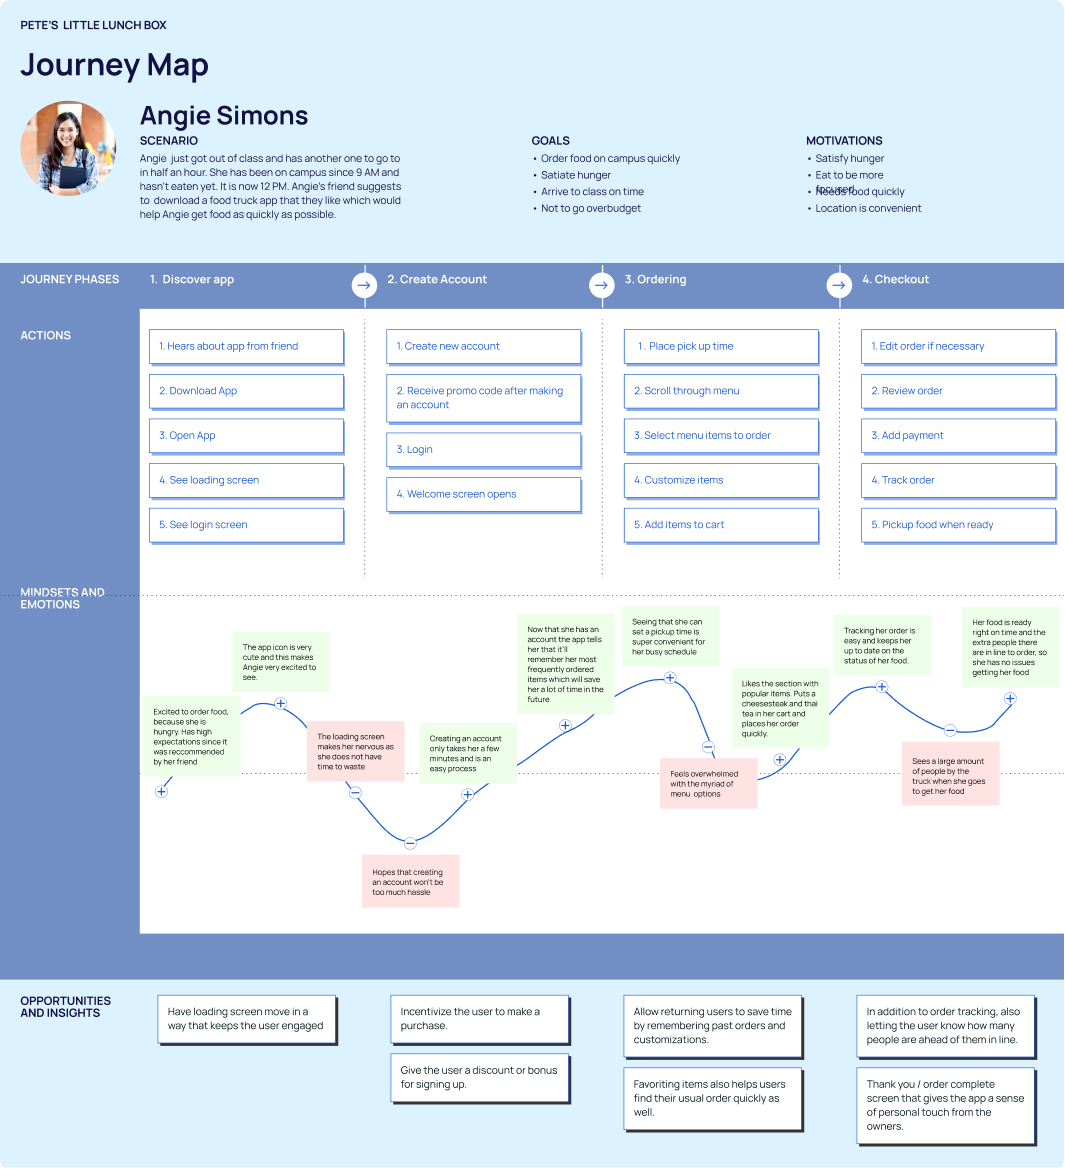 PETE'S LITTLE LUNCH BOX
Journey Map
Angie Simons
SCENARIO
Angie just got out of class and has another one to go to
in half an hour. She has been on campus since 9 AM and
hasn't eaten yet. It is now 12 PM. Angie's friend suggests
to download a food truck app that they like which would
help Angie get food as quickly as possible.
GOALS
• Order food on campus quickly
• Satiate hunger
• Arrive to class on time
• Not to go overbudget
MOTIVATIONS
• Satisfy hunger
• Eat to be more
focused
• Needs food quickly
• Location is convenient
JOURNEY PHASES
1. Discover app
2. Create Account
3. Ordering
4. Checkout
ACTIONS
1. Hears about app from friend
2. Download App
3. Open App
4. See loading screen
5. See login screen
1. Create new account
2. Receive promo code after making
an account
3. Login
4. Welcome screen opens
1. Place pick up time
2. Scroll through menu
3. Select menu items to order
4. Customize items
5. Add items to cart
1. Edit order if necessary
2. Review order
3. Add payment
4. Track order
5. Pickup food when ready
MINDSETS AND
EMOTIONS
Excited to order food,
because she is
hungry. Has high
expectations since it
was reccommended
by her friend
The app icon is very
cute and this makes
Angie very excited to
see.
The loading screen
makes her nervous as
she does not have
time to waste
Hopes that creating
an account won't be
too much hassle
Creating an account
only takes her a few
minutes and is an
easy process
Now that she has an
account the app tells
her that it'll
remember her most
frequently ordered
items which will save
her a lot of time in the
future
Seeing that she can
set a pickup time is
super convenient for
her busy schedule
Feels overwhelmed
with the myriad of
menu options
Likes the section with
popular items. Puts a
cheesesteak and thai
tea in her cart and
places her order
quickly.
Tracking her order is
easy and keeps her
up to date on the
status of her food.
Sees a large amount
of people by the
truck when she goes
to get her food
Her food is ready
right on time and the
extra people there
are in line to order, so
she has no issues
getting her food
OPPORTUNITIES
AND INSIGHTS
Have loading screen move in a
way that keeps the user engaged
Incentivize the user to make a
purchase.
Give the user a discount or bonus
for signing up.
Allow returning users to save time
by remembering past orders and
customizations.
Favoriting items also helps users
find their usual order quickly as
well.
In addition to order tracking, also
letting the user know how many
people are ahead of them in line.
Thank you / order complete
screen that gives the app a sense
of personal touch from the
owners.